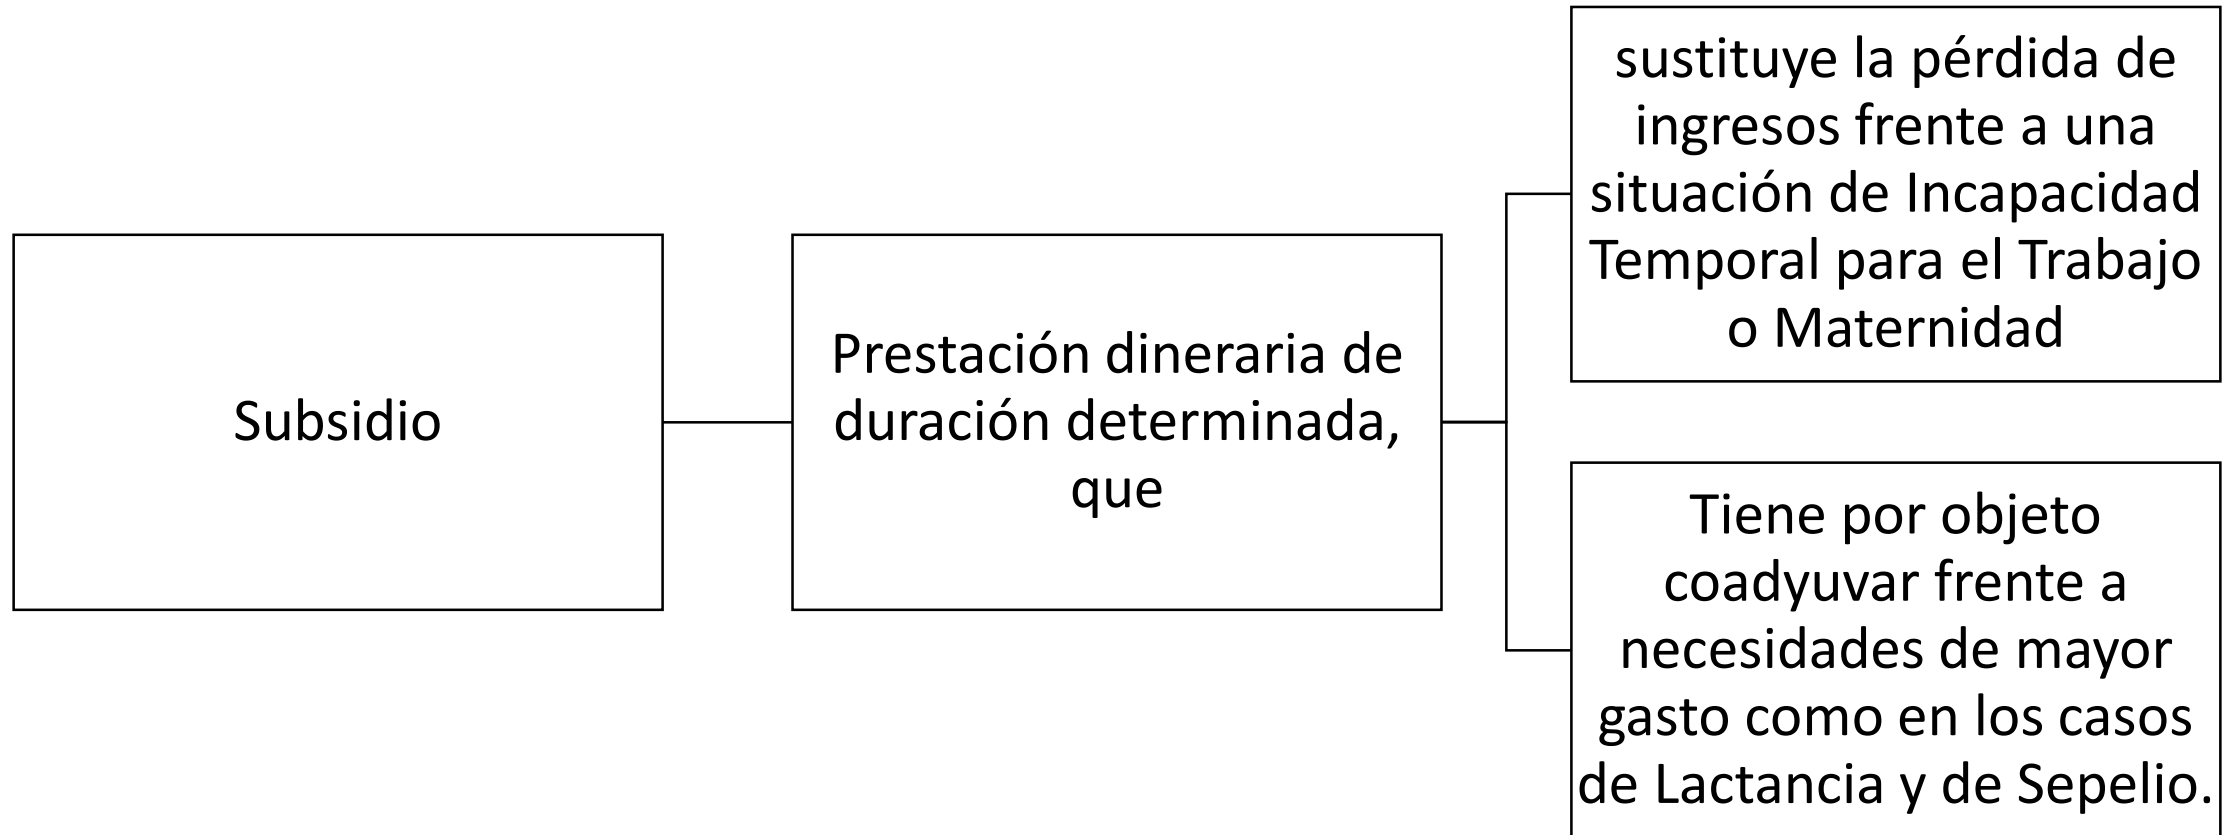 Subsidio
Prestación dineraria de
duración determinada,
que
sustituye la pérdida de
ingresos frente a una
situación de Incapacidad
Temporal para el Trabajo
o Maternidad
Tiene por objeto
coadyuvar frente a
necesidades de mayor
gasto como en los casos
de Lactancia y de Sepelio.